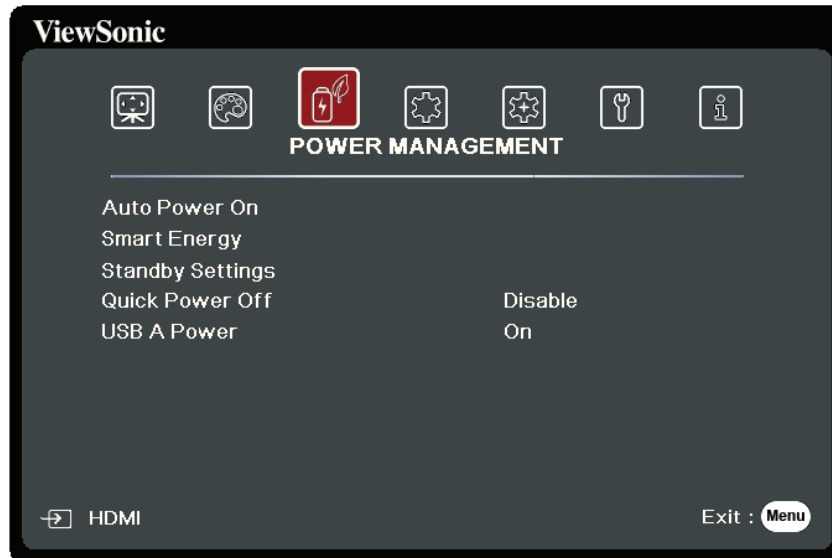 ViewSonic
POWER MANAGEMENT
Auto Power On
Smart Energy
Standby Settings
Quick Power Off Disable
USB A Power On
HDMI Exit : Menu